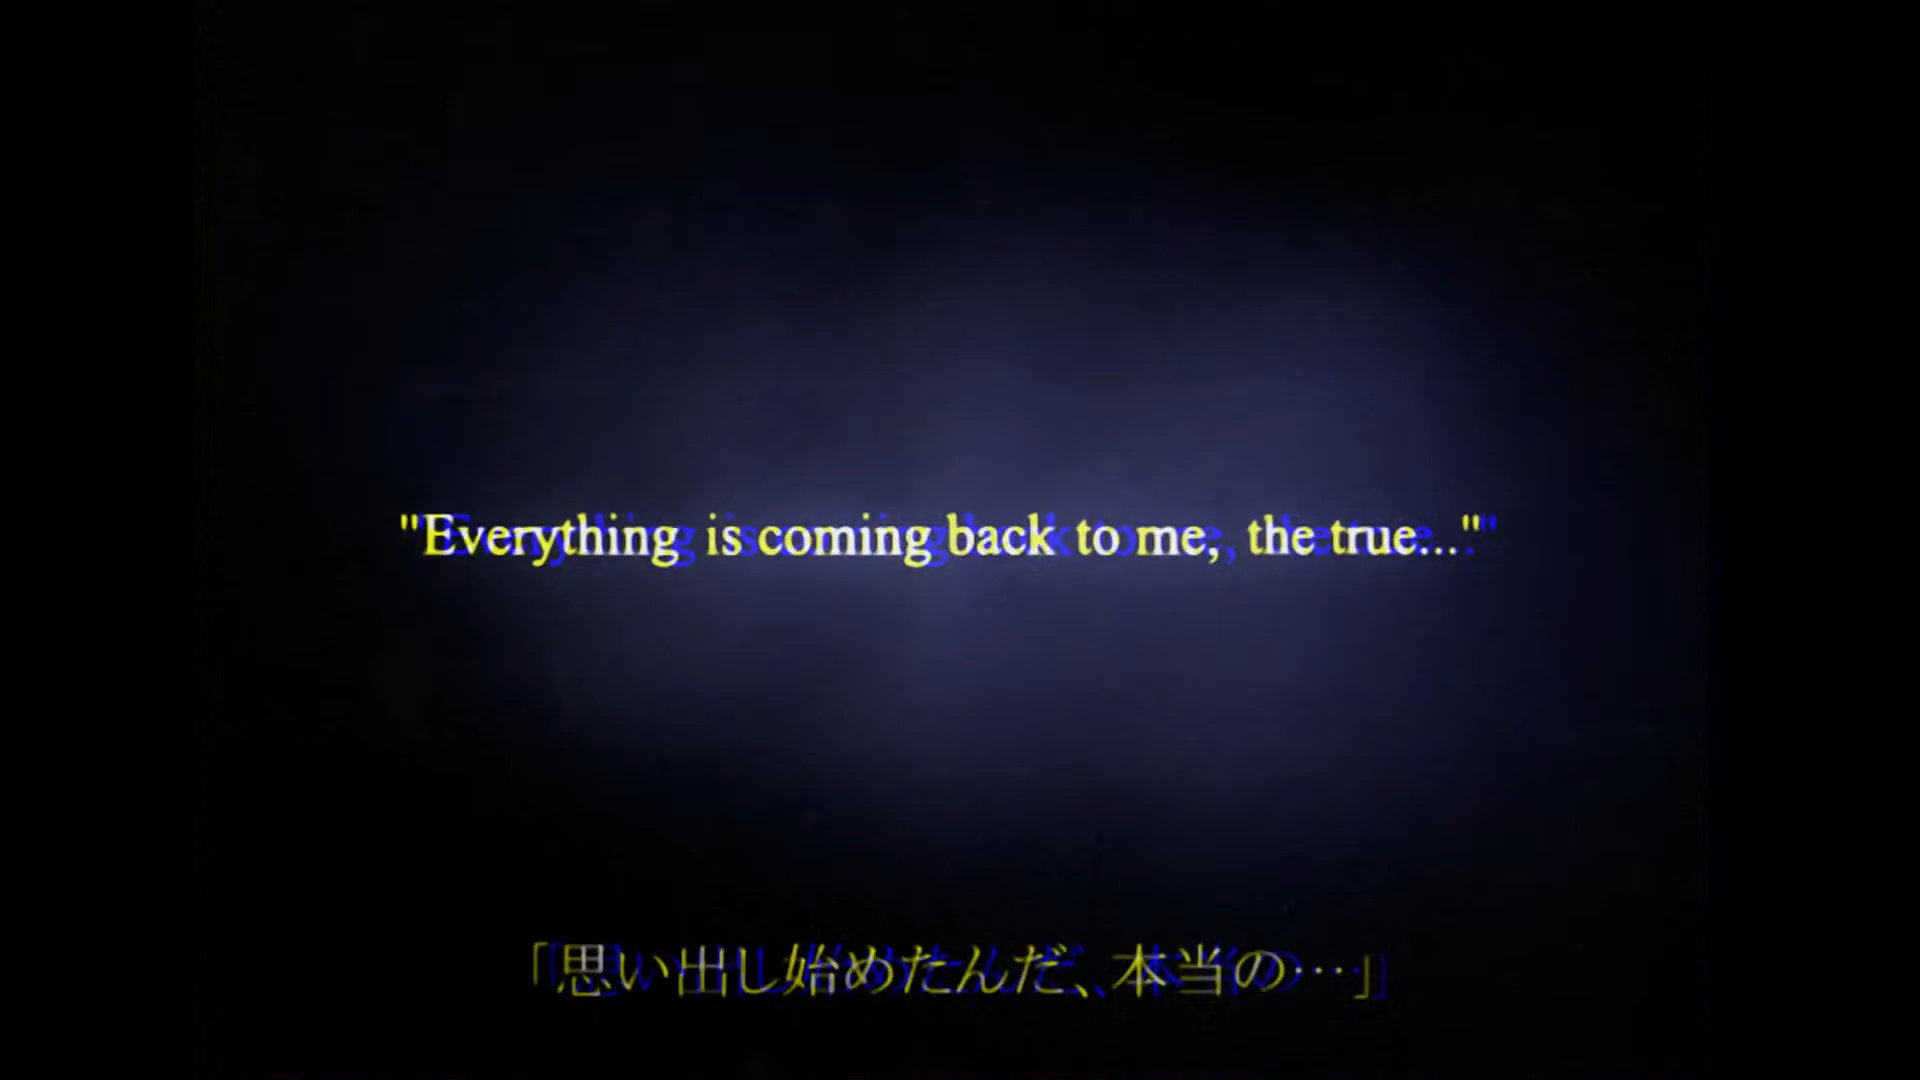 "Everything is coming back to me, the true..."
「思い出し始めたんだ、本当の…」